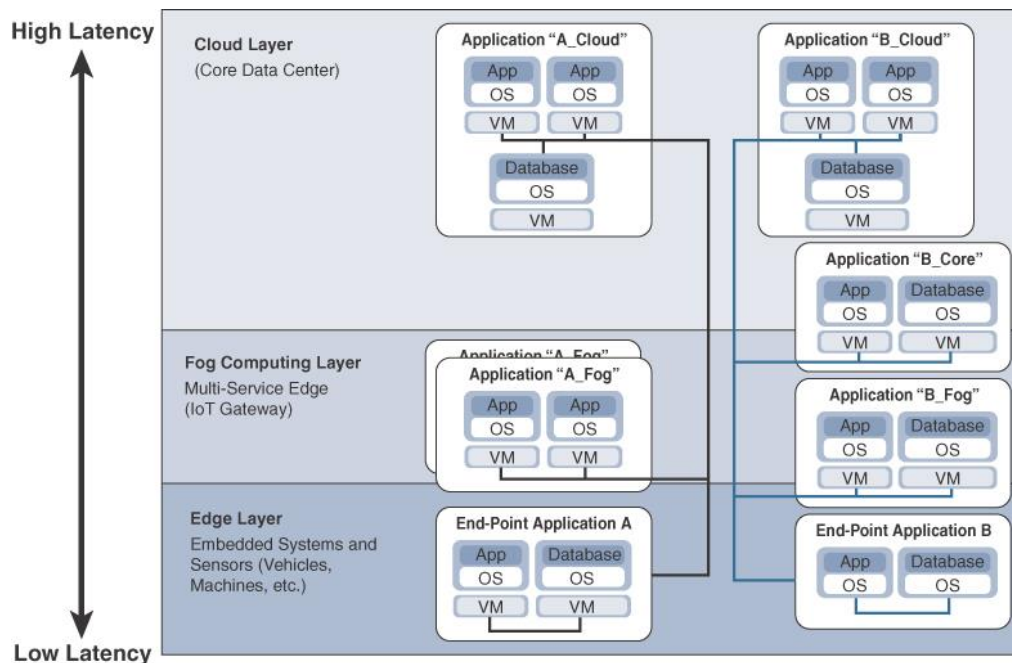 High Latency
Cloud Layer
(Core Data Center)
Application “A_Cloud”
App App
OS OS
VM VM
Database
OS
VM
Application “B_Cloud”
App App
OS OS
VM VM
Database
OS
VM
Application “B_Core”
App Database
OS OS
VM VM
Fog Computing Layer
Multi-Service Edge
(IoT Gateway)
Application “A_Fog”
Application “A_Fog”
App App
OS OS
VM VM
Application “B_Fog”
App Database
OS OS
VM VM
Edge Layer
Embedded Systems and
Sensors (Vehicles,
Machines, etc.)
End-Point Application A
App Database
OS OS
VM VM
End-Point Application B
App Database
OS OS
Low Latency